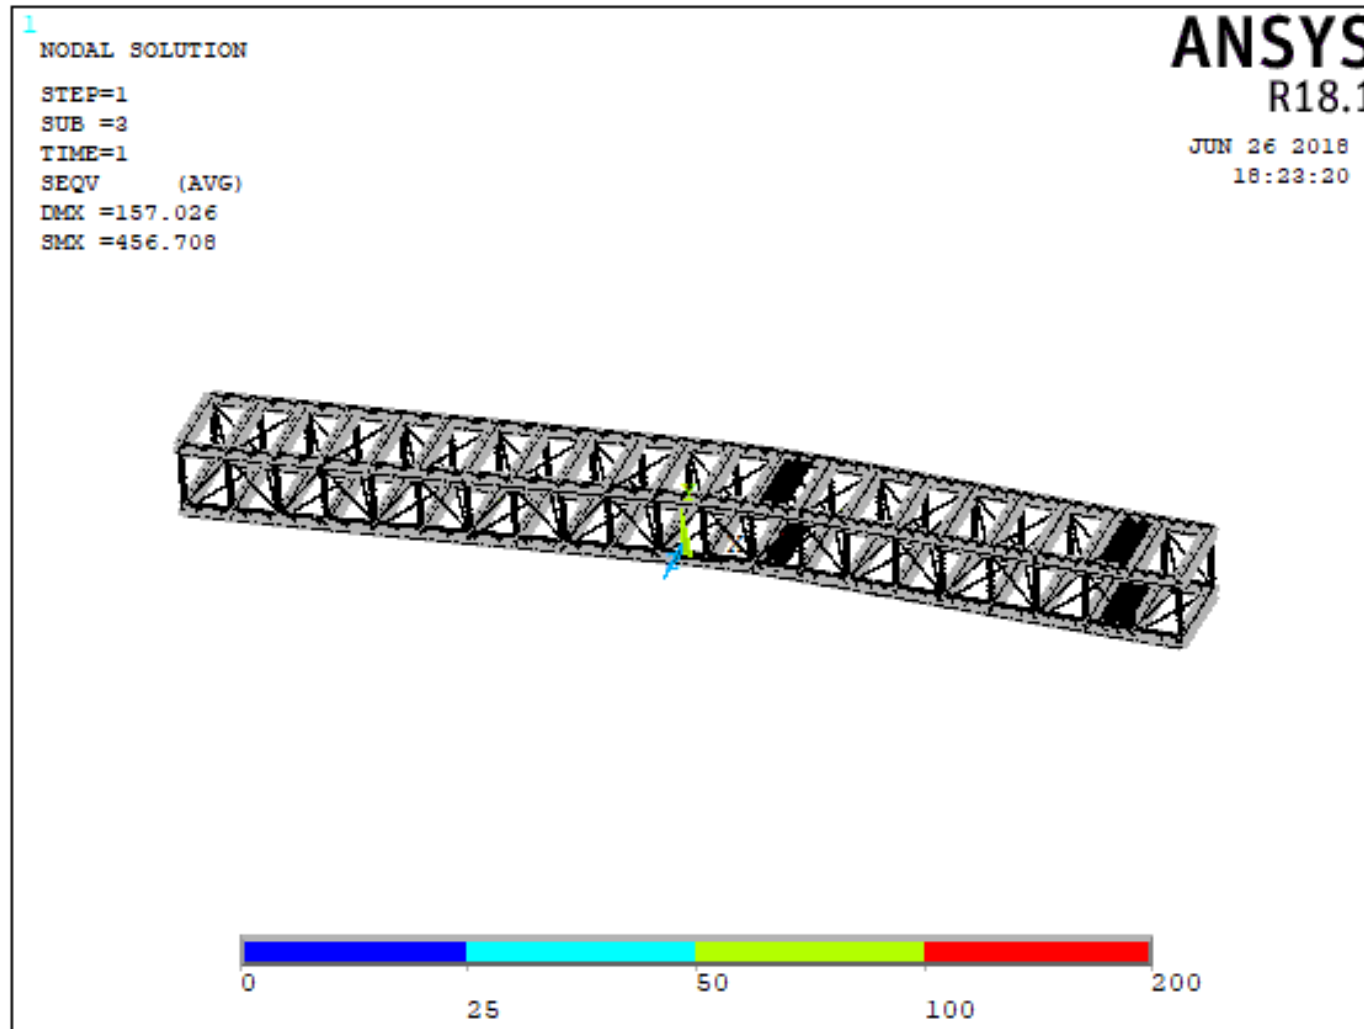 1
NODAL SOLUTION
STEP=1
SUB =3
TIME=1
SEQV (AVG)
DMX =157.026
SMX =456.708
ANSYS
R18.1
JUN 26 2018
18:23:20
Y
X
0
25
50
100
200